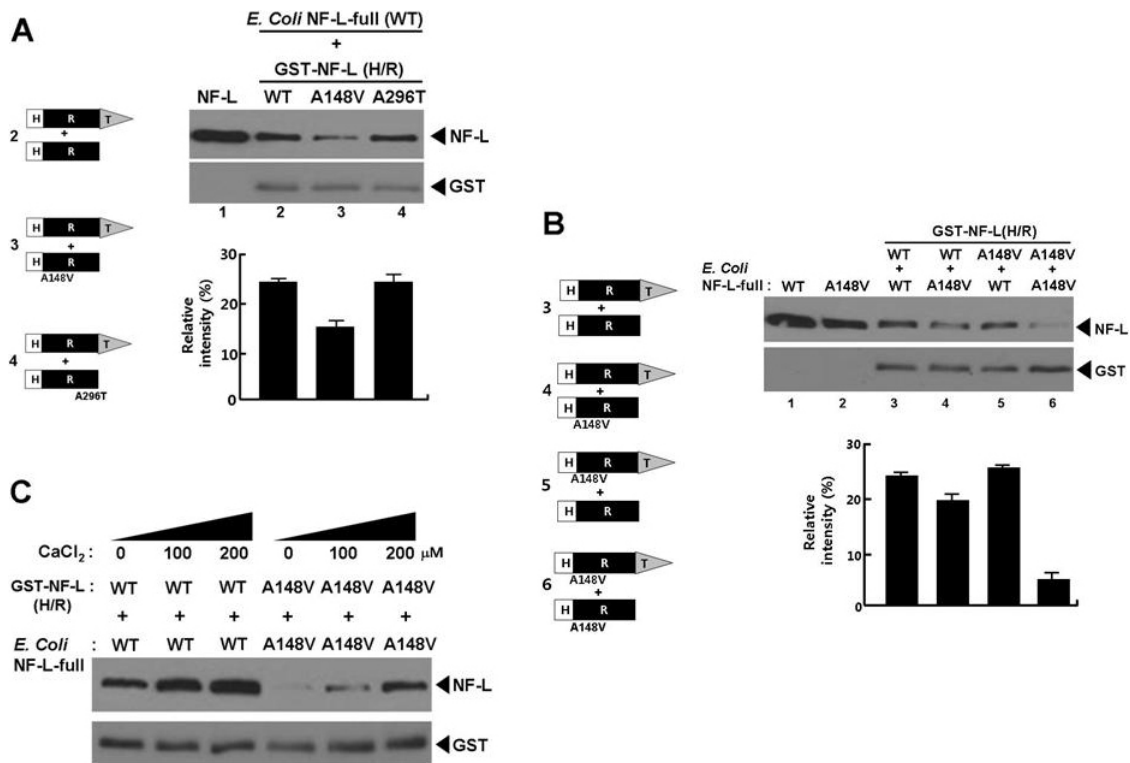 A
E. Coli NF-L-full (WT)
+
GST-NF-L (H/R)
NF-L WT A148V A296T
NF-L
GST
1 2 3 4
2
H R T
+
H R
3
H R T
+
H R
A148V
4
H R T
+
H R
A296T
Relative
intensity (%)
30
20
10
0
B
GST-NF-L(H/R)
WT WT A148V A148V
+ + + +
E. Coli
NF-L-full : WT A148V WT A148V WT A148V
NF-L
GST
1 2 3 4 5 6
3
H R T
+
H R
4
H R T
+
H R
A148V
5
H R T
A148V
+
H R
6
H R T
A148V
+
H R
A148V
Relative
intensity (%)
30
20
10
0
C
CaCl2 : 0 100 200 0 100 200 μM
GST-NF-L : WT WT WT A148V A148V A148V
(H/R)
+ + + + + +
E. Coli : WT WT WT A148V A148V A148V
NF-L-full
NF-L
GST